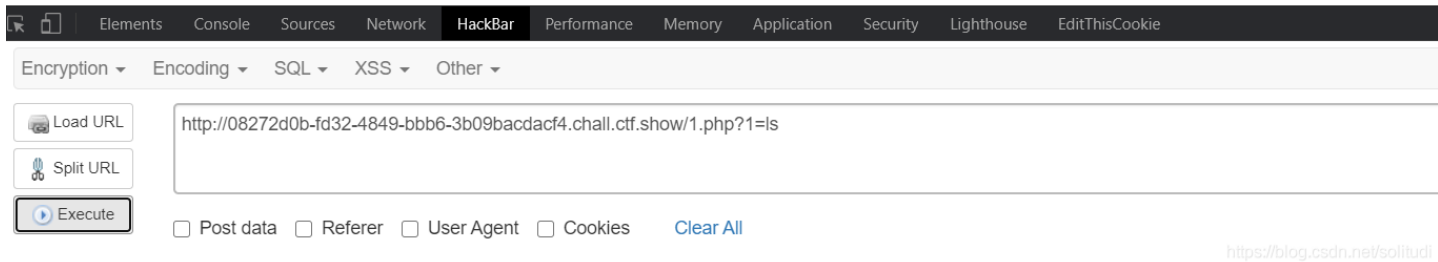 Elements Console Sources Network HackBar Performance Memory Application Security Lighthouse EditThisCookie
Encryption Encoding SQL XSS Other
Load URL
http://08272d0b-fd32-4849-bbb6-3b09bacdacf4.chall.ctf.show/1.php?1=ls
Split URL
Execute
Post data Referer User Agent Cookies Clear All
https://blog.csdn.net/solitudi